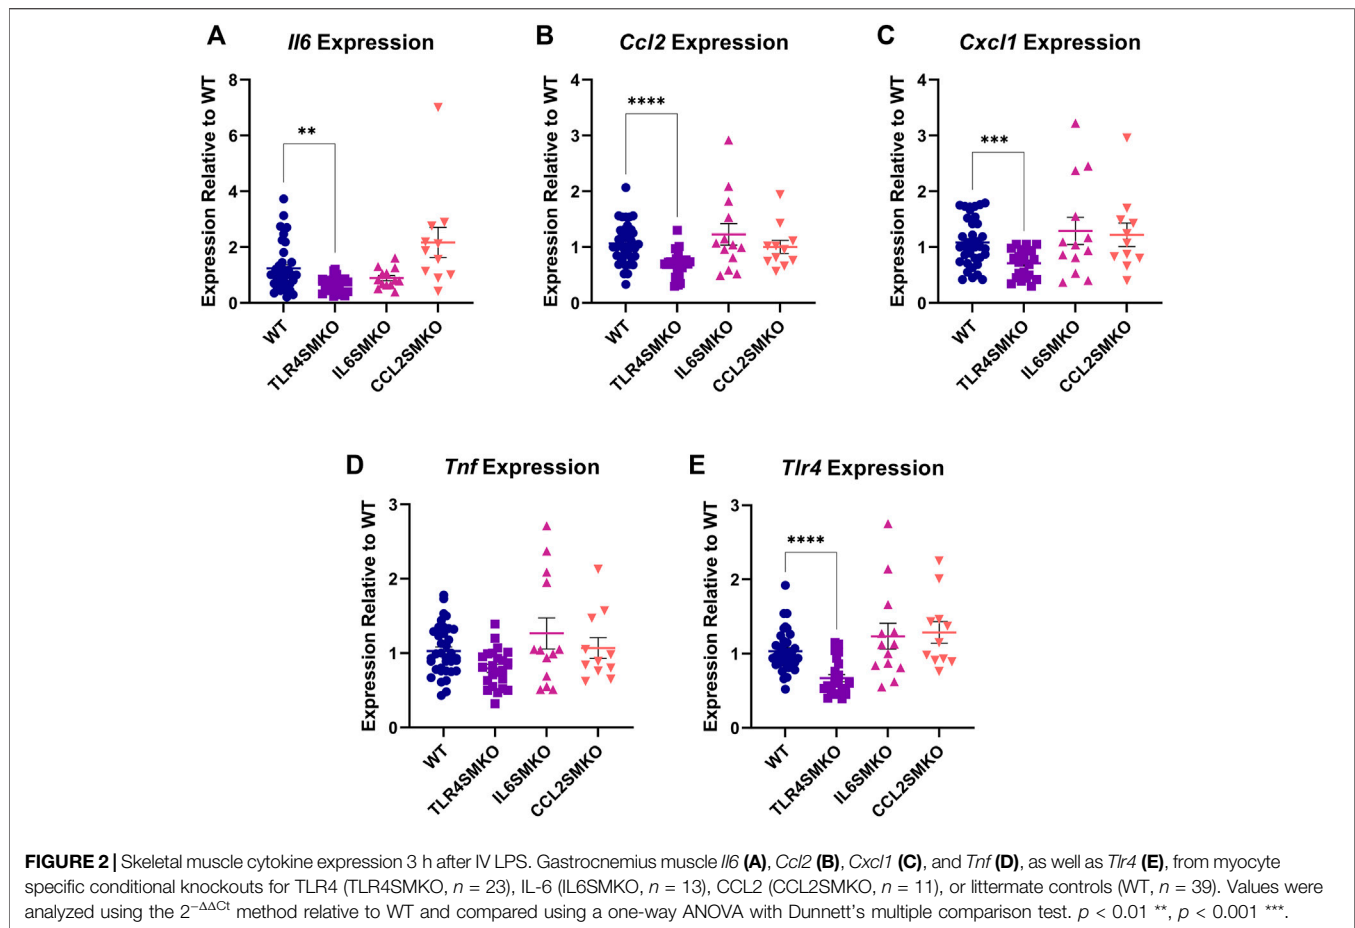 A
Il6 Expression
Expression Relative to WT
8
6
4
2
0
**
WT
TLR4SMKO
IL6SMKO
CCL2SMKO
B
Ccl2 Expression
Expression Relative to WT
4
3
2
1
0
****
WT
TLR4SMKO
IL6SMKO
CCL2SMKO
C
Cxcl1 Expression
Expression Relative to WT
4
3
2
1
0
***
WT
TLR4SMKO
IL6SMKO
CCL2SMKO
D
Tnf Expression
Expression Relative to WT
3
2
1
0
WT
TLR4SMKO
IL6SMKO
CCL2SMKO
E
Tlr4 Expression
Expression Relative to WT
3
2
1
0
****
WT
TLR4SMKO
IL6SMKO
CCL2SMKO
FIGURE 2 | Skeletal muscle cytokine expression 3 h after IV LPS. Gastrocnemius muscle Il6 (A), Ccl2 (B), Cxcl1 (C), and Tnf (D), as well as Tlr4 (E), from myocyte
specific conditional knockouts for TLR4 (TLR4SMKO, n = 23), IL-6 (IL6SMKO, n = 13), CCL2 (CCL2SMKO, n = 11), or littermate controls (WT, n = 39). Values were
analyzed using the 2−ΔΔCt method relative to WT and compared using a one-way ANOVA with Dunnett's multiple comparison test. p < 0.01 **, p < 0.001 ***.